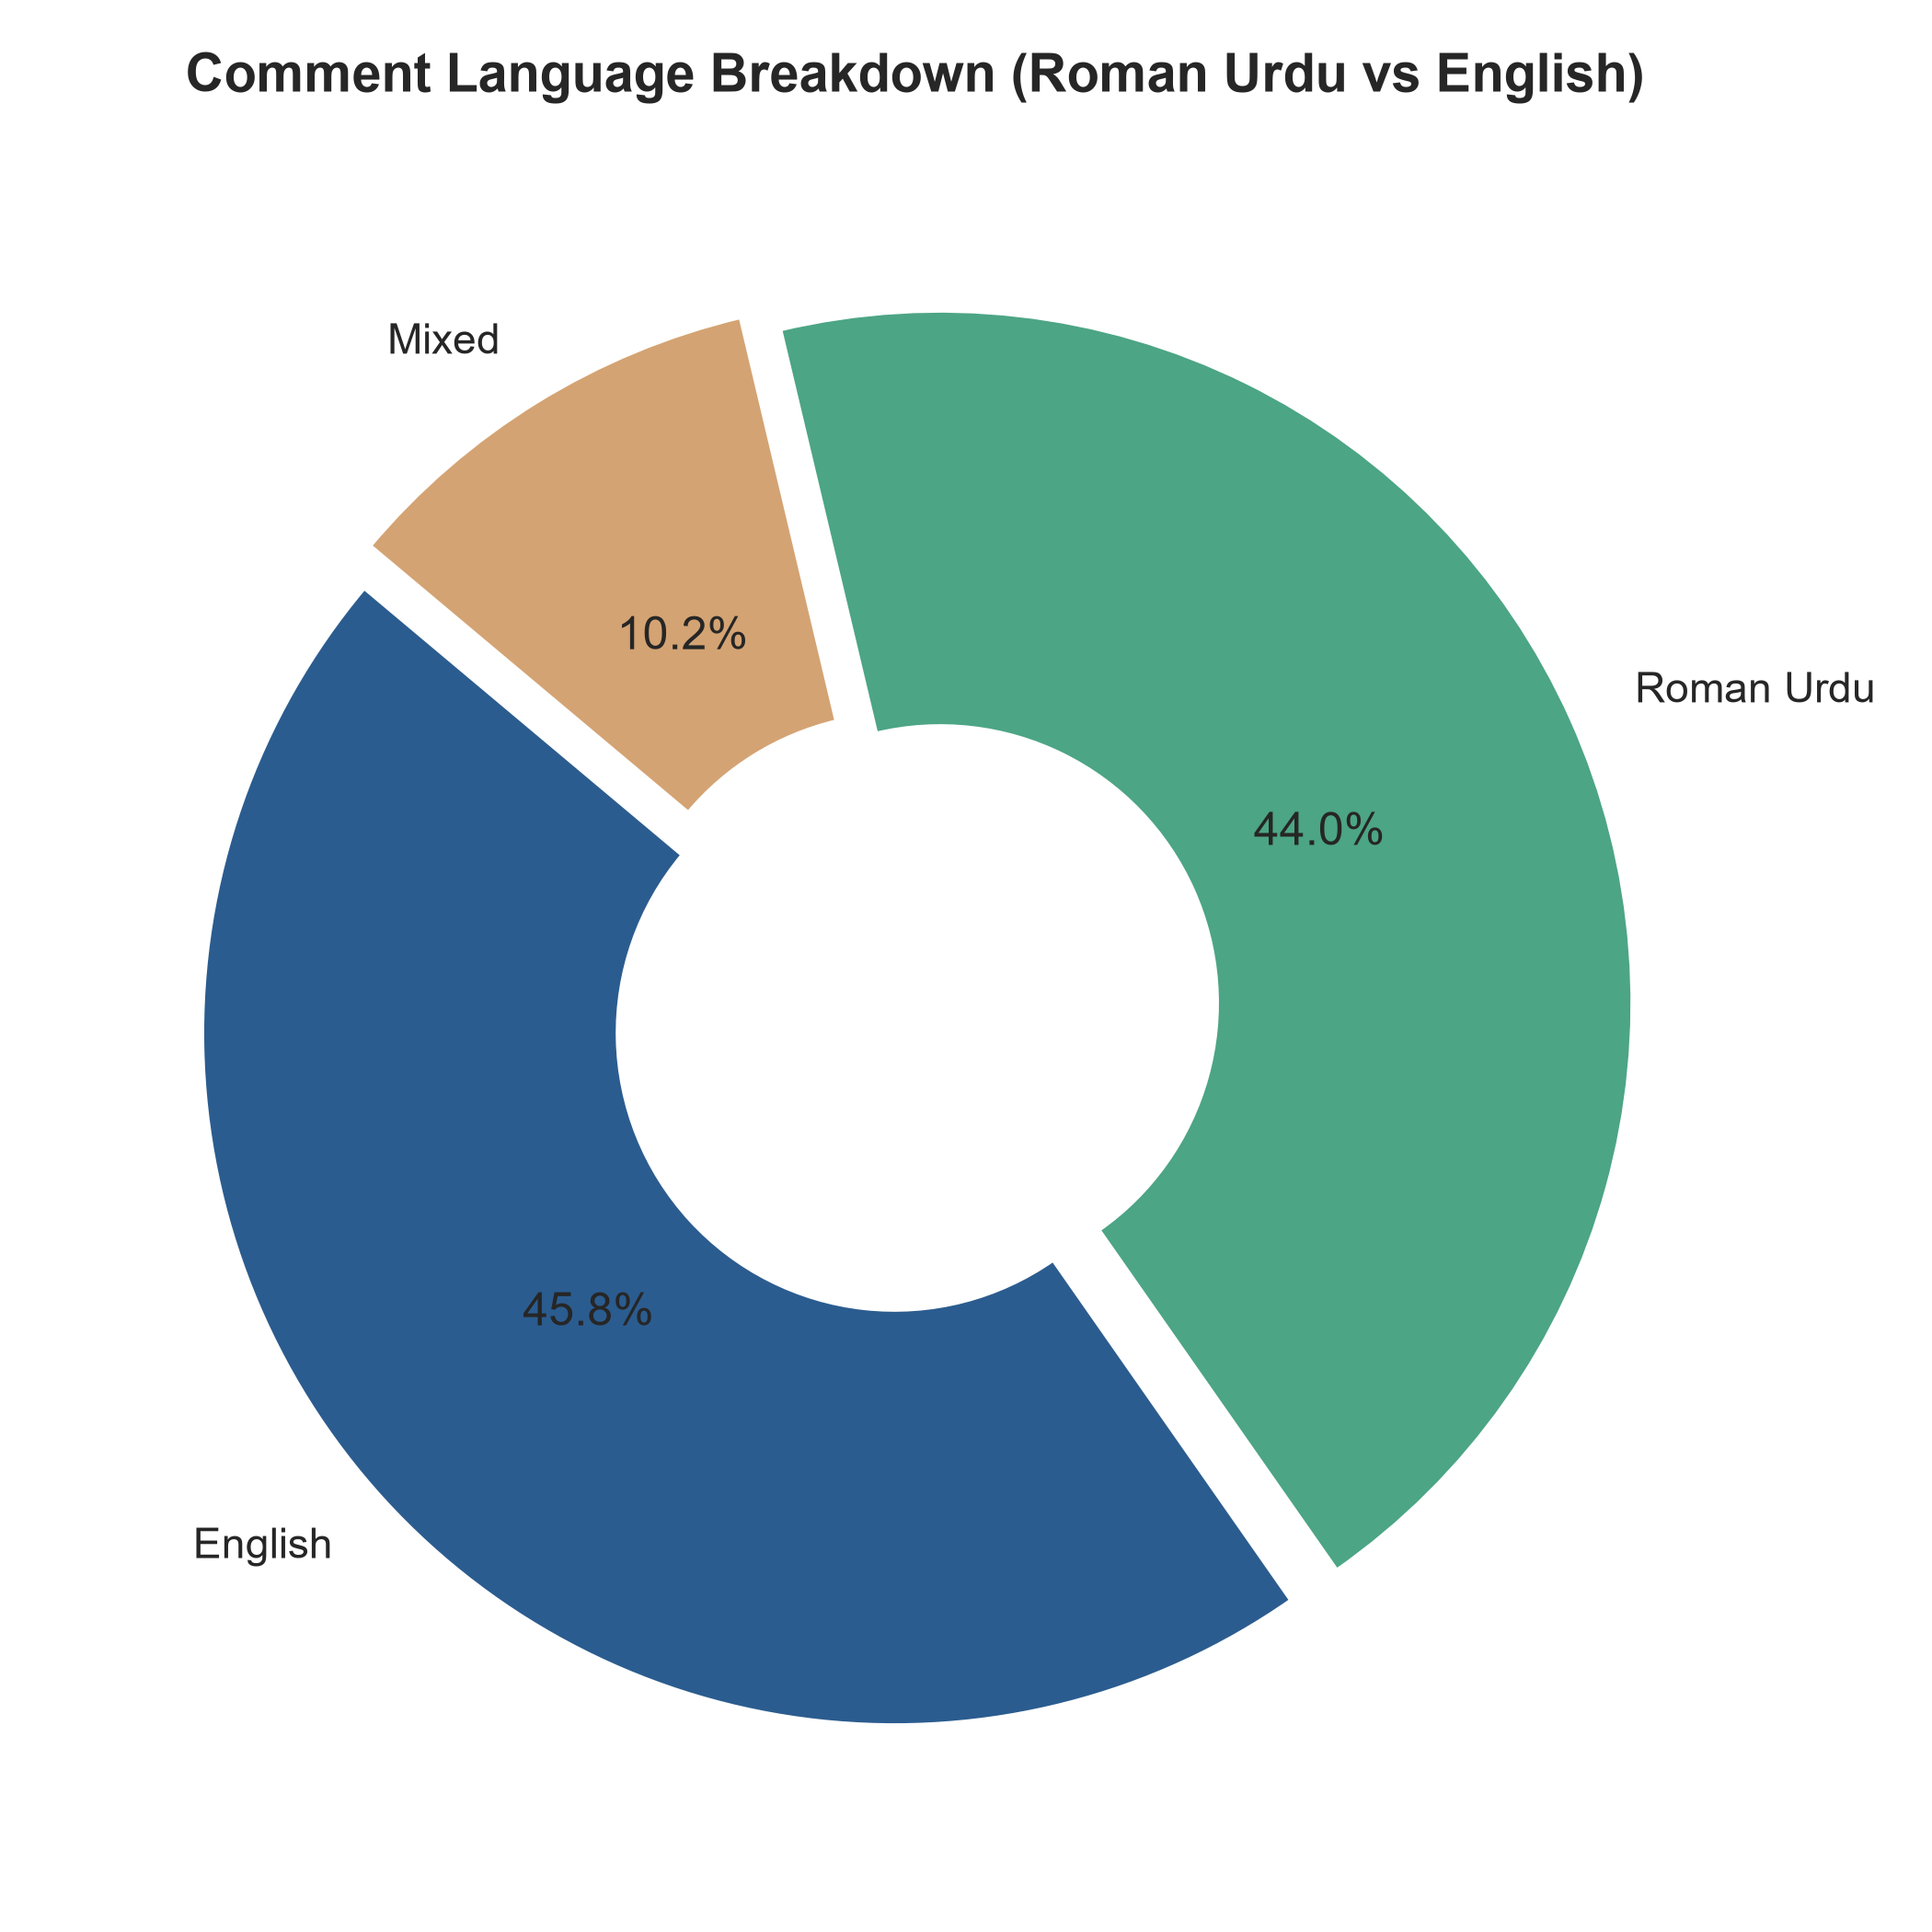 Comment Language Breakdown (Roman Urdu vs English)
Mixed
10.2%
Roman Urdu
44.0%
45.8%
English